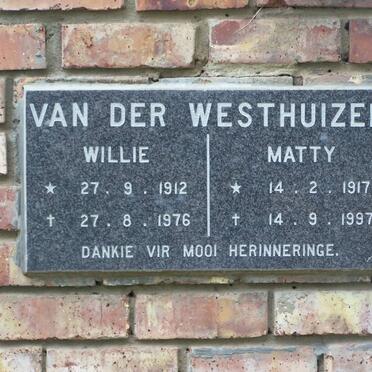 VAN DER WESTHUIZE
WILLIE MATTY
★ 27 . 9 . 1912 ★ 14 . 2 . 1917
† 27 . 8 . 1976 † 14 . 9 . 1997
DANKIE VIR MOOI HERINNERINGE.